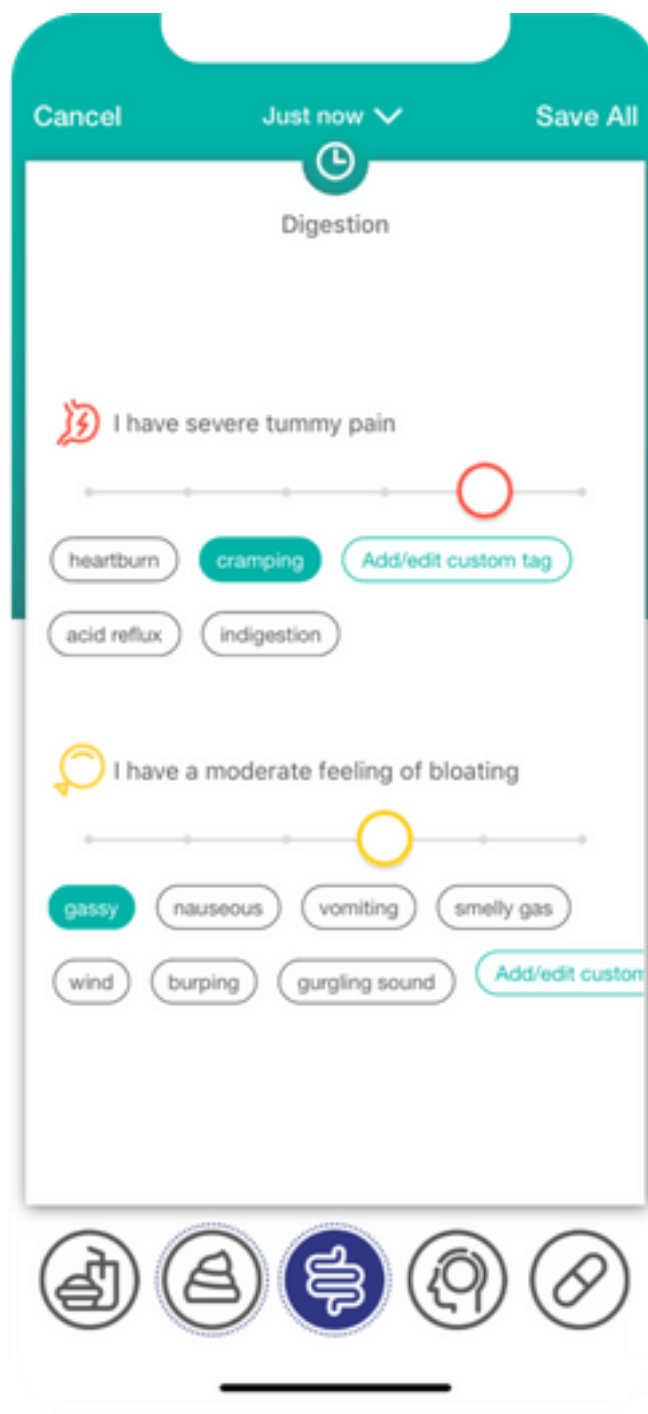 Cancel Just now Save All
Digestion
I have severe tummy pain
heartburn cramping Add/edit custom tag
acid reflux indigestion
I have a moderate feeling of bloating
gassy nauseous vomiting smelly gas
wind burping gurgling sound Add/edit custom